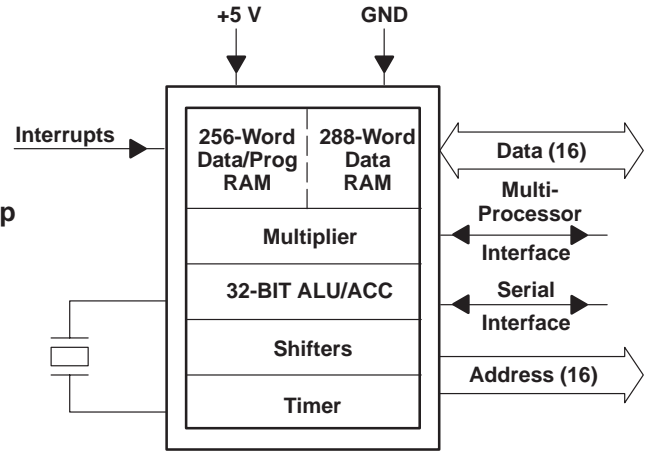 +5 V
GND
Interrupts
256-Word
Data/Prog
RAM
288-Word
Data
RAM
Data (16)
Multi-
Processor
Interface
p
Multiplier
32-BIT ALU/ACC
Serial
Interface
Shifters
Address (16)
Timer